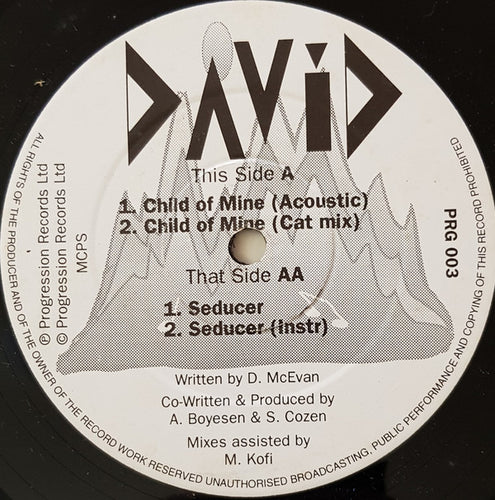 DAViD
This Side A
1. Child of Mine (Acoustic)
2. Child of Mine (Cat mix)
That Side AA
1. Seducer
2. Seducer (Instr)
Written by D. McEvan
Co-Written & Produced by
A. Boyesen & S. Cozen
Mixes assisted by
M. Kofi
℗ Progression Records Ltd
© Progression Records Ltd
MCPS
PRG 003
ALL RIGHTS OF THE PRODUCER AND OF THE OWNER OF THE RECORD WORK RESERVED UNAUTHORISED BROADCASTING, PUBLIC PERFORMANCE AND COPYING OF THIS RECORD PROHIBITED